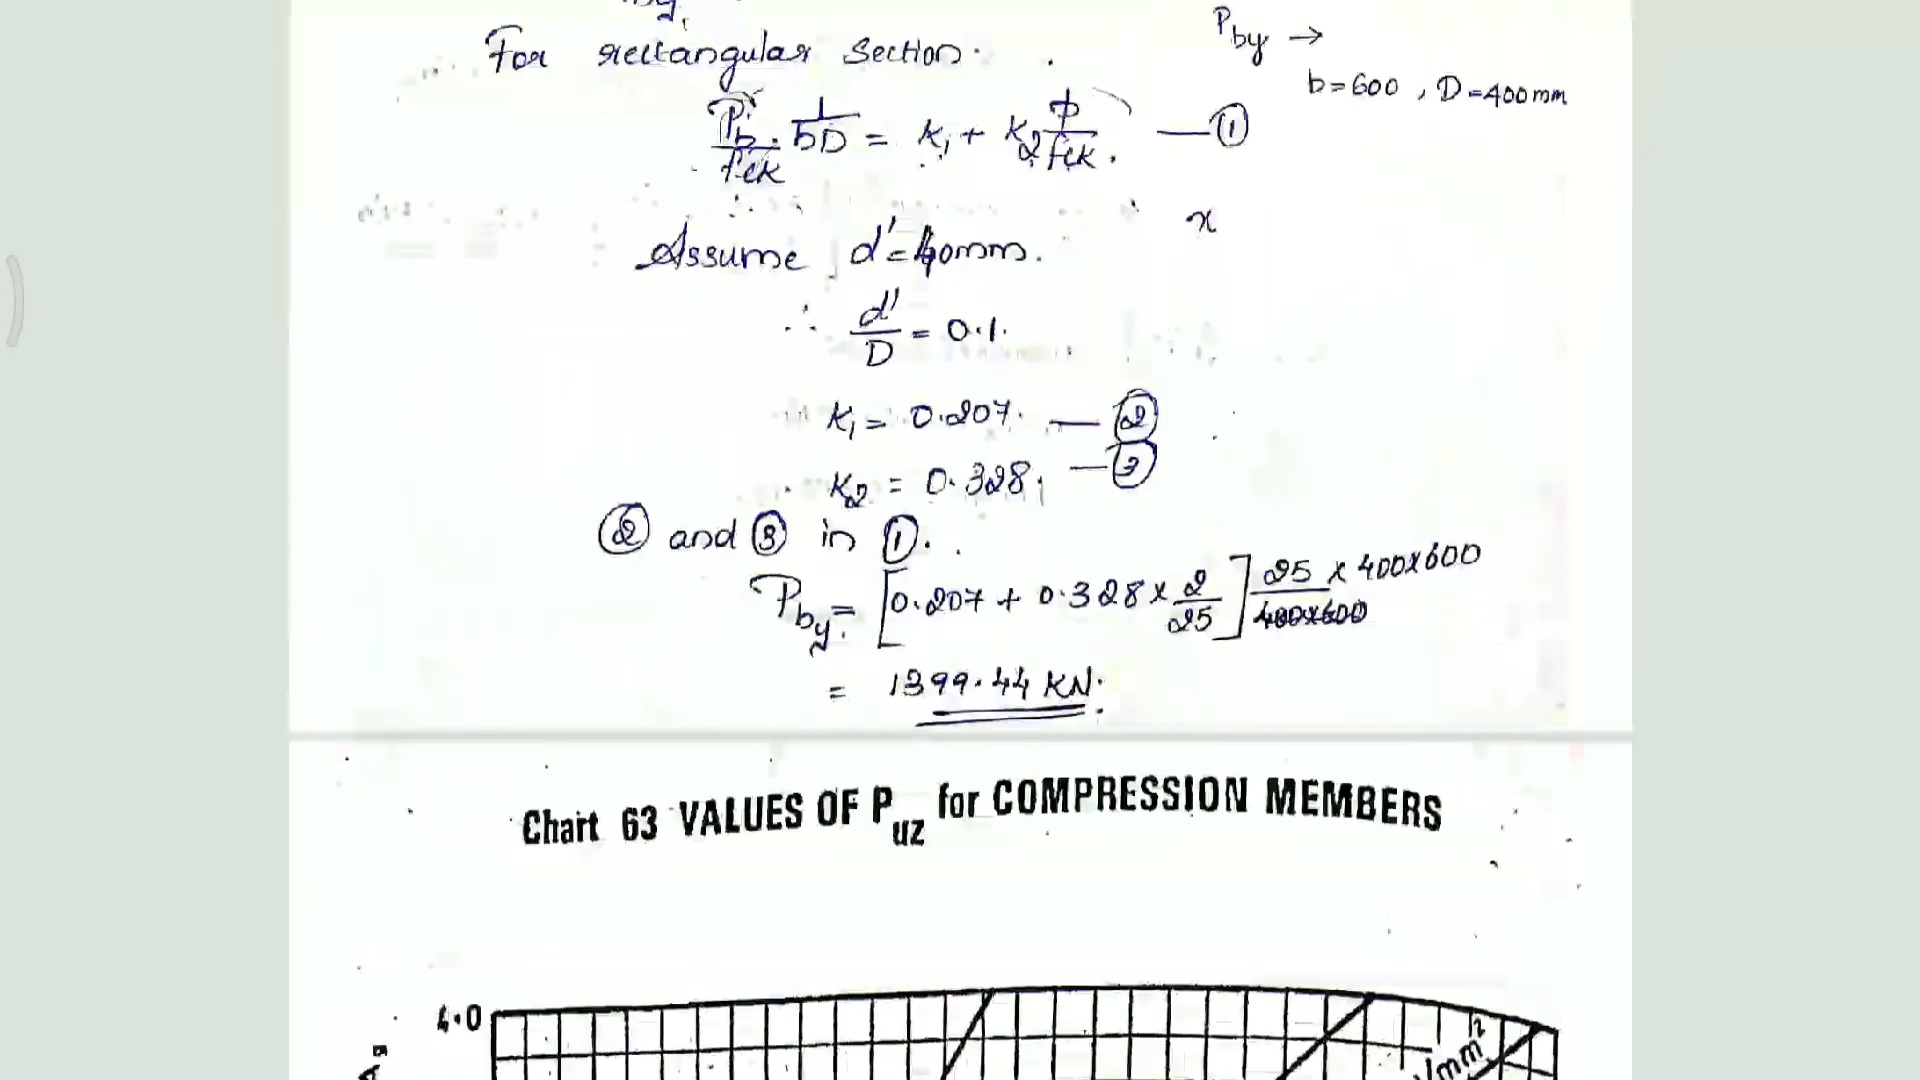 For rectangular Section.
Pby →
b=600 , D=400mm
Pb/fck . 1/bD = K1 + K2 p/fck . — ①
x
Assume d'=40mm.
∴ d'/D = 0.1.
K1 = 0.207. — ②
K2 = 0.328 — ③
② and ③ in ①.
Pby = [0.207 + 0.328 x 2/25] 25 x 400x600
= 1399.44 KN.
Chart 63 VALUES OF Puz for COMPRESSION MEMBERS
4.0